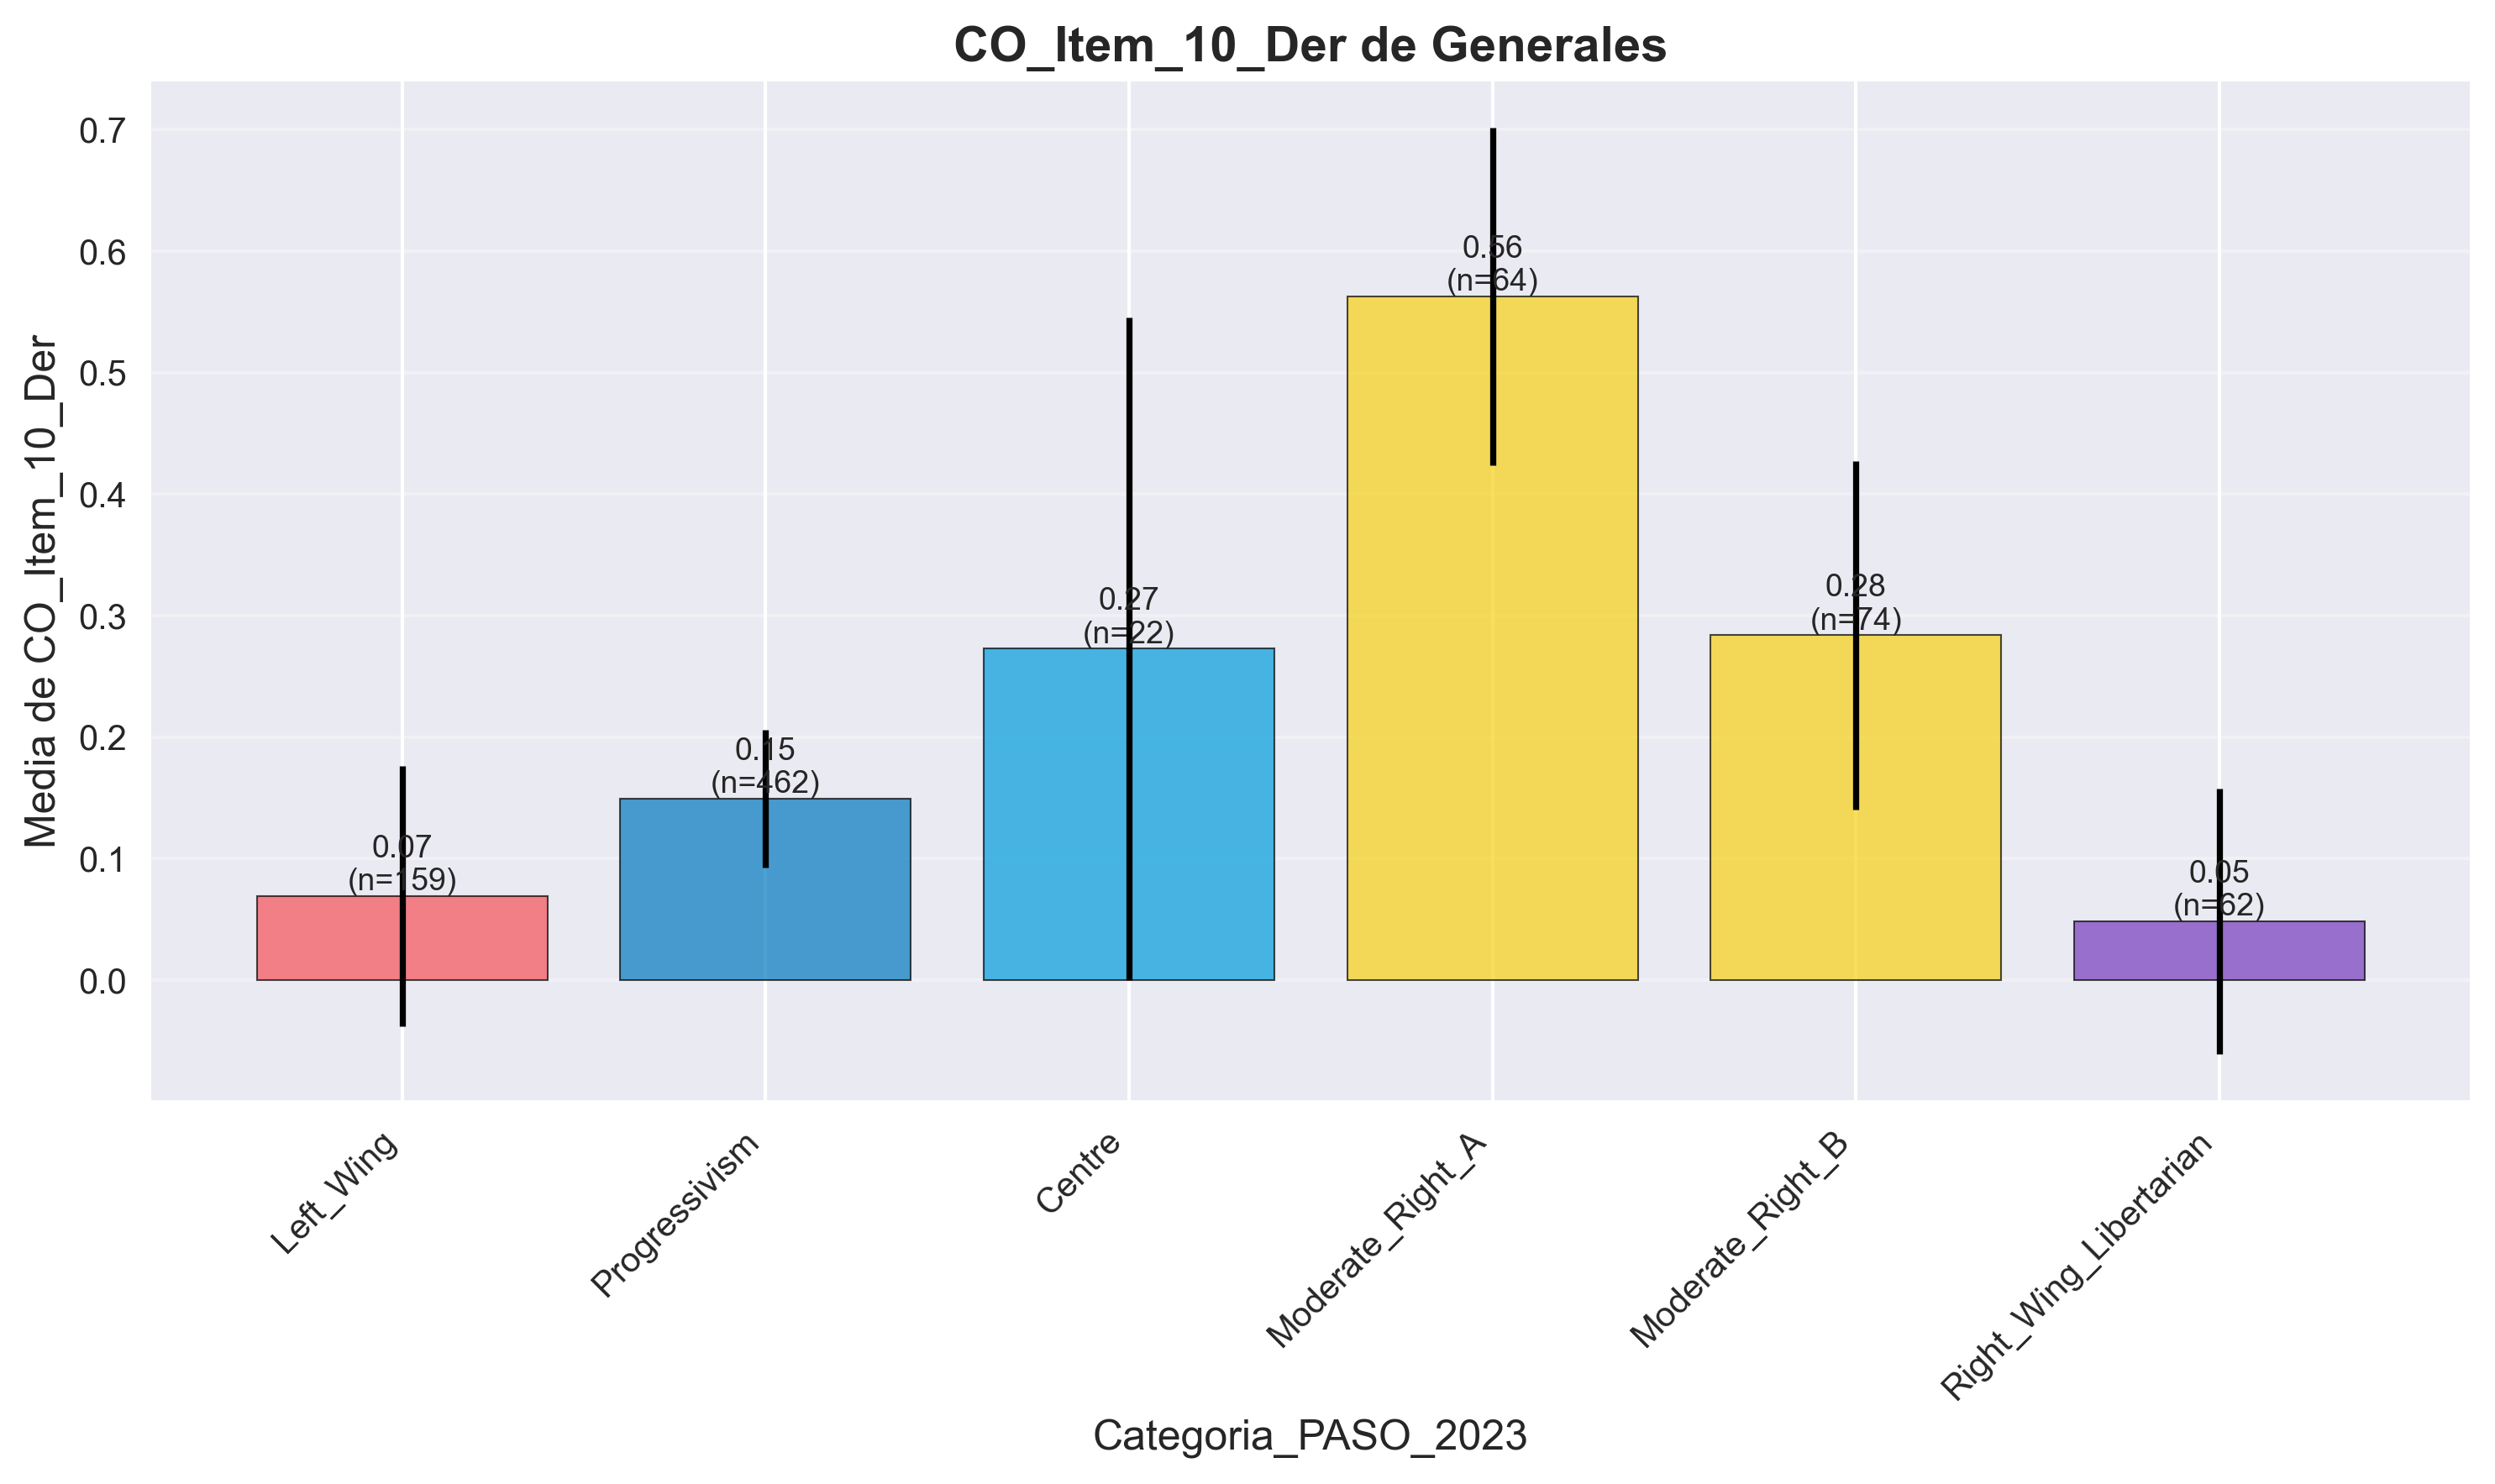 CO_Item_10_Der de Generales
Media de CO_Item_10_Der
0.7
0.6
0.5
0.4
0.3
0.2
0.1
0.0
0.07
(n=159)
0.15
(n=462)
0.27
(n=22)
0.56
(n=64)
0.28
(n=74)
0.05
(n=62)
Left_Wing
Progressivism
Centre
Moderate_Right_A
Moderate_Right_B
Right_Wing_Libertarian
Categoria_PASO_2023